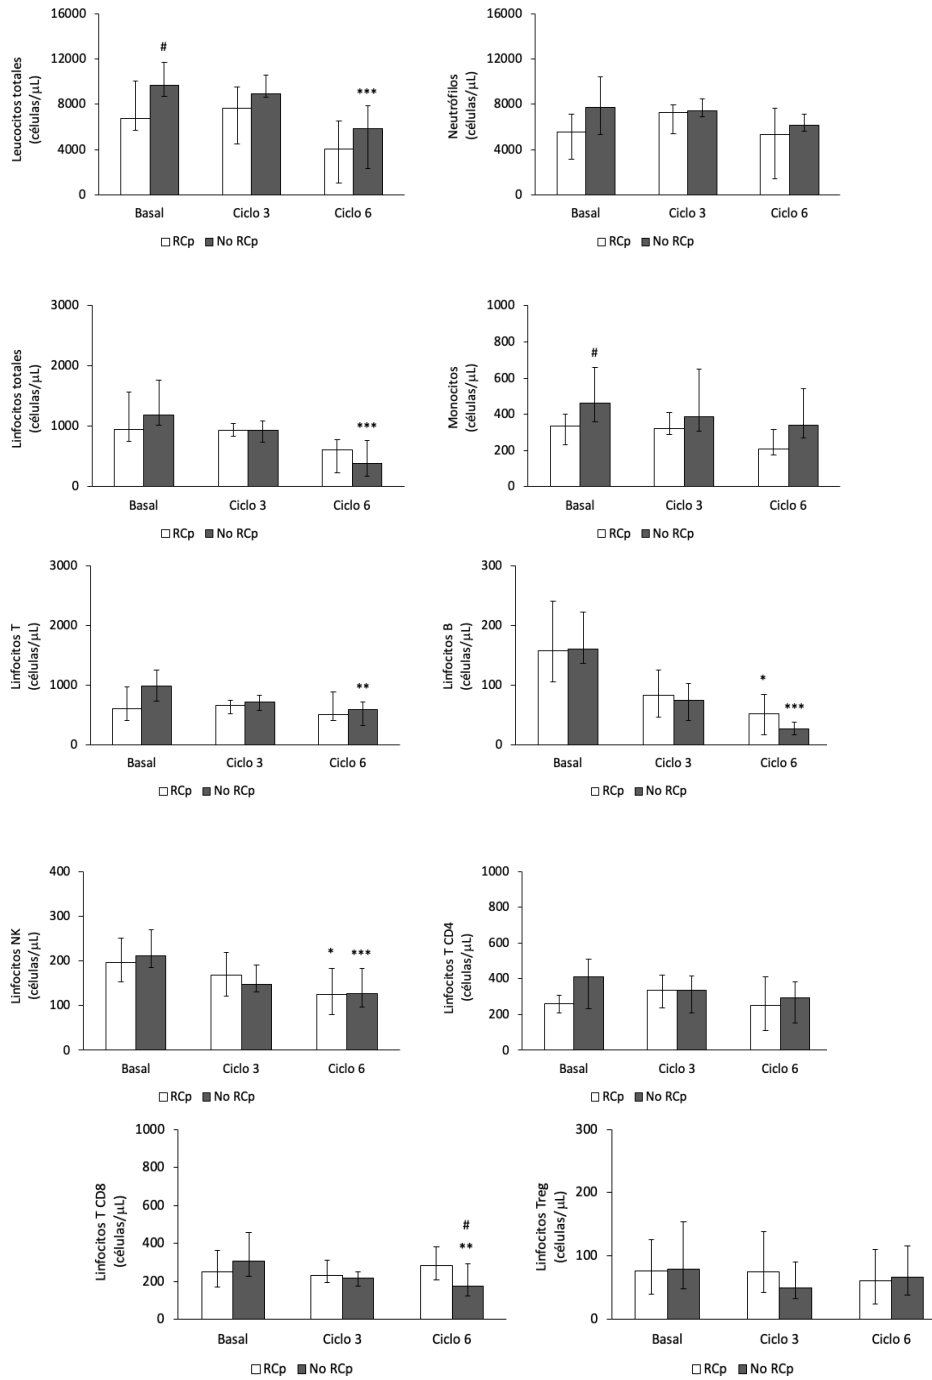 Leucocitos totales
(células/μL)
16000
12000
8000
4000
0
#
***
Basal
Ciclo 3
Ciclo 6
RCp
No RCp
Neutrófilos
(células/μL)
16000
12000
8000
4000
0
Basal
Ciclo 3
Ciclo 6
RCp
No RCp
Linfocitos totales
(células/μL)
3000
2000
1000
0
***
Basal
Ciclo 3
Ciclo 6
RCp
No RCp
Monocitos
(células/μL)
1000
800
600
400
200
0
#
Basal
Ciclo 3
Ciclo 6
RCp
No RCp
Linfocitos T
(células/μL)
3000
2000
1000
0
**
Basal
Ciclo 3
Ciclo 6
RCp
No RCp
Linfocitos B
(células/μL)
300
200
100
0
*
***
Basal
Ciclo 3
Ciclo 6
RCp
No RCp
Linfocitos NK
(células/μL)
400
300
200
100
0
*
***
Basal
Ciclo 3
Ciclo 6
RCp
No RCp
Linfocitos T CD4
(células/μL)
1000
800
600
400
200
0
Basal
Ciclo 3
Ciclo 6
RCp
No RCp
Linfocitos T CD8
(células/μL)
1000
800
600
400
200
0
#
**
Basal
Ciclo 3
Ciclo 6
RCp
No RCp
Linfocitos Treg
(células/μL)
300
200
100
0
Basal
Ciclo 3
Ciclo 6
RCp
No RCp